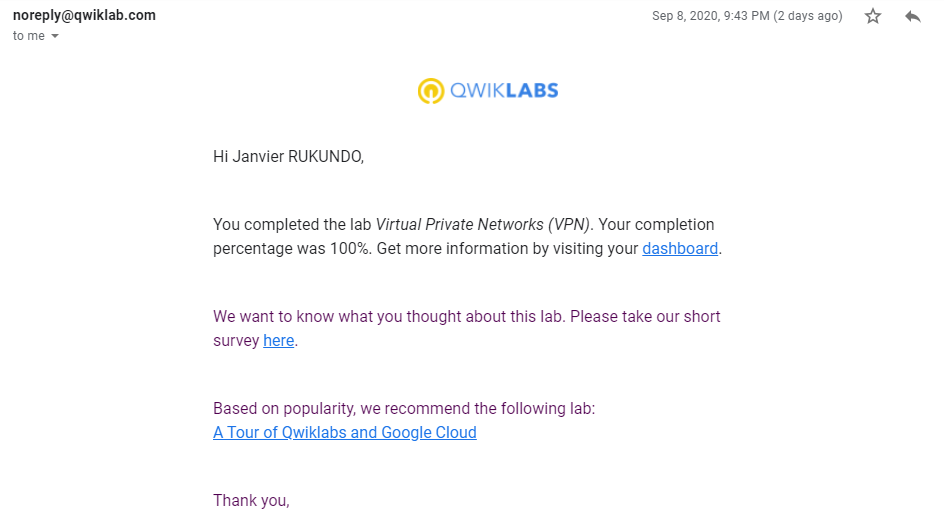 noreply@qwiklab.com
Sep 8, 2020, 9:43 PM (2 days ago)
to me
QWIKLABS
Hi Janvier RUKUNDO,
You completed the lab Virtual Private Networks (VPN). Your completion
percentage was 100%. Get more information by visiting your dashboard.
We want to know what you thought about this lab. Please take our short
survey here.
Based on popularity, we recommend the following lab:
A Tour of Qwiklabs and Google Cloud
Thank you,